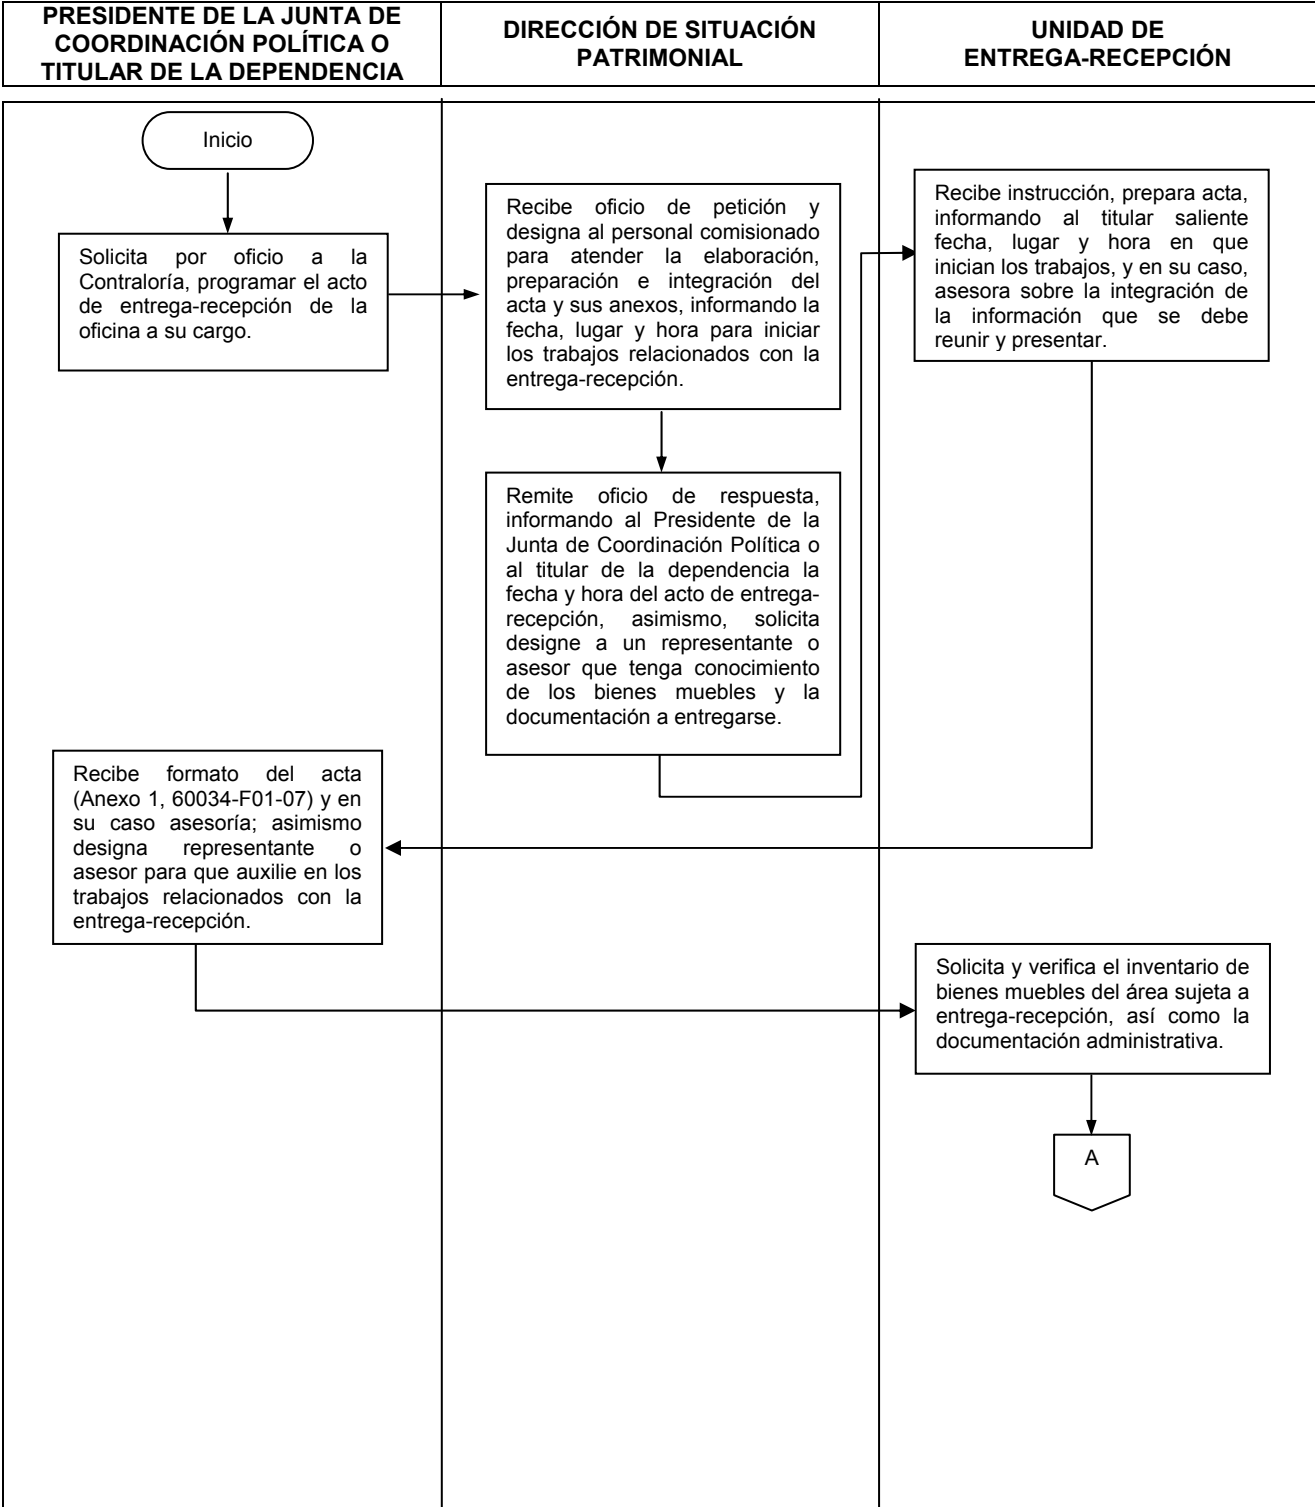 PRESIDENTE DE LA JUNTA DE
COORDINACIÓN POLÍTICA O
TITULAR DE LA DEPENDENCIA
DIRECCIÓN DE SITUACIÓN
PATRIMONIAL
UNIDAD DE
ENTREGA-RECEPCIÓN
Inicio
Solicita por oficio a la
Contraloría, programar el acto
de entrega-recepción de la
oficina a su cargo.
Recibe oficio de petición y
designa al personal comisionado
para atender la elaboración,
preparación e integración del
acta y sus anexos, informando la
fecha, lugar y hora para iniciar
los trabajos relacionados con la
entrega-recepción.
Remite oficio de respuesta,
informando al Presidente de la
Junta de Coordinación Política o
al titular de la dependencia la
fecha y hora del acto de entrega-
recepción, asimismo, solicita
designe a un representante o
asesor que tenga conocimiento
de los bienes muebles y la
documentación a entregarse.
Recibe instrucción, prepara acta,
informando al titular saliente
fecha, lugar y hora en que
inician los trabajos, y en su caso,
asesora sobre la integración de
la información que se debe
reunir y presentar.
Recibe formato del acta
(Anexo 1, 60034-F01-07) y en
su caso asesoría; asimismo
designa representante o
asesor para que auxilie en los
trabajos relacionados con la
entrega-recepción.
Solicita y verifica el inventario de
bienes muebles del área sujeta a
entrega-recepción, así como la
documentación administrativa.
A